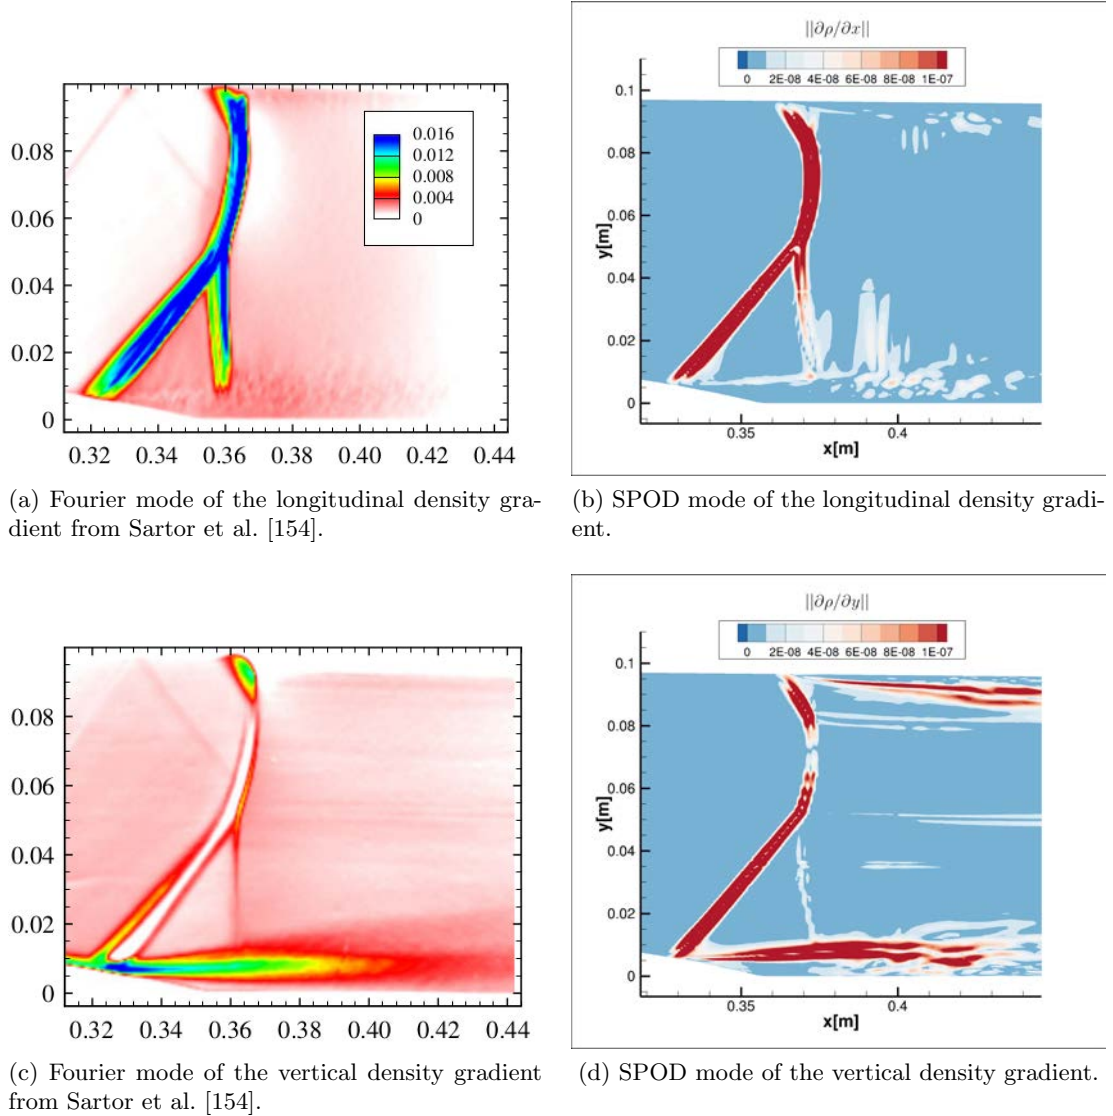 ||∂ρ/∂x||
0 2E-08 4E-08 6E-08 8E-08 1E-07
0.016
0.012
0.008
0.004
0
0.08
0.06
0.04
0.02
0
0.32 0.34 0.36 0.38 0.40 0.42 0.44
0.1
0.08
0.06
0.04
0.02
0
y[m]
0.35 0.4
x[m]
(a) Fourier mode of the longitudinal density gra-
dient from Sartor et al. [154].
(b) SPOD mode of the longitudinal density gradi-
ent.
||∂ρ/∂y||
0 2E-08 4E-08 6E-08 8E-08 1E-07
0.08
0.06
0.04
0.02
0
0.32 0.34 0.36 0.38 0.40 0.42 0.44
0.1
0.08
0.06
0.04
0.02
0
y[m]
0.35 0.4
x[m]
(c) Fourier mode of the vertical density gradient
from Sartor et al. [154].
(d) SPOD mode of the vertical density gradient.